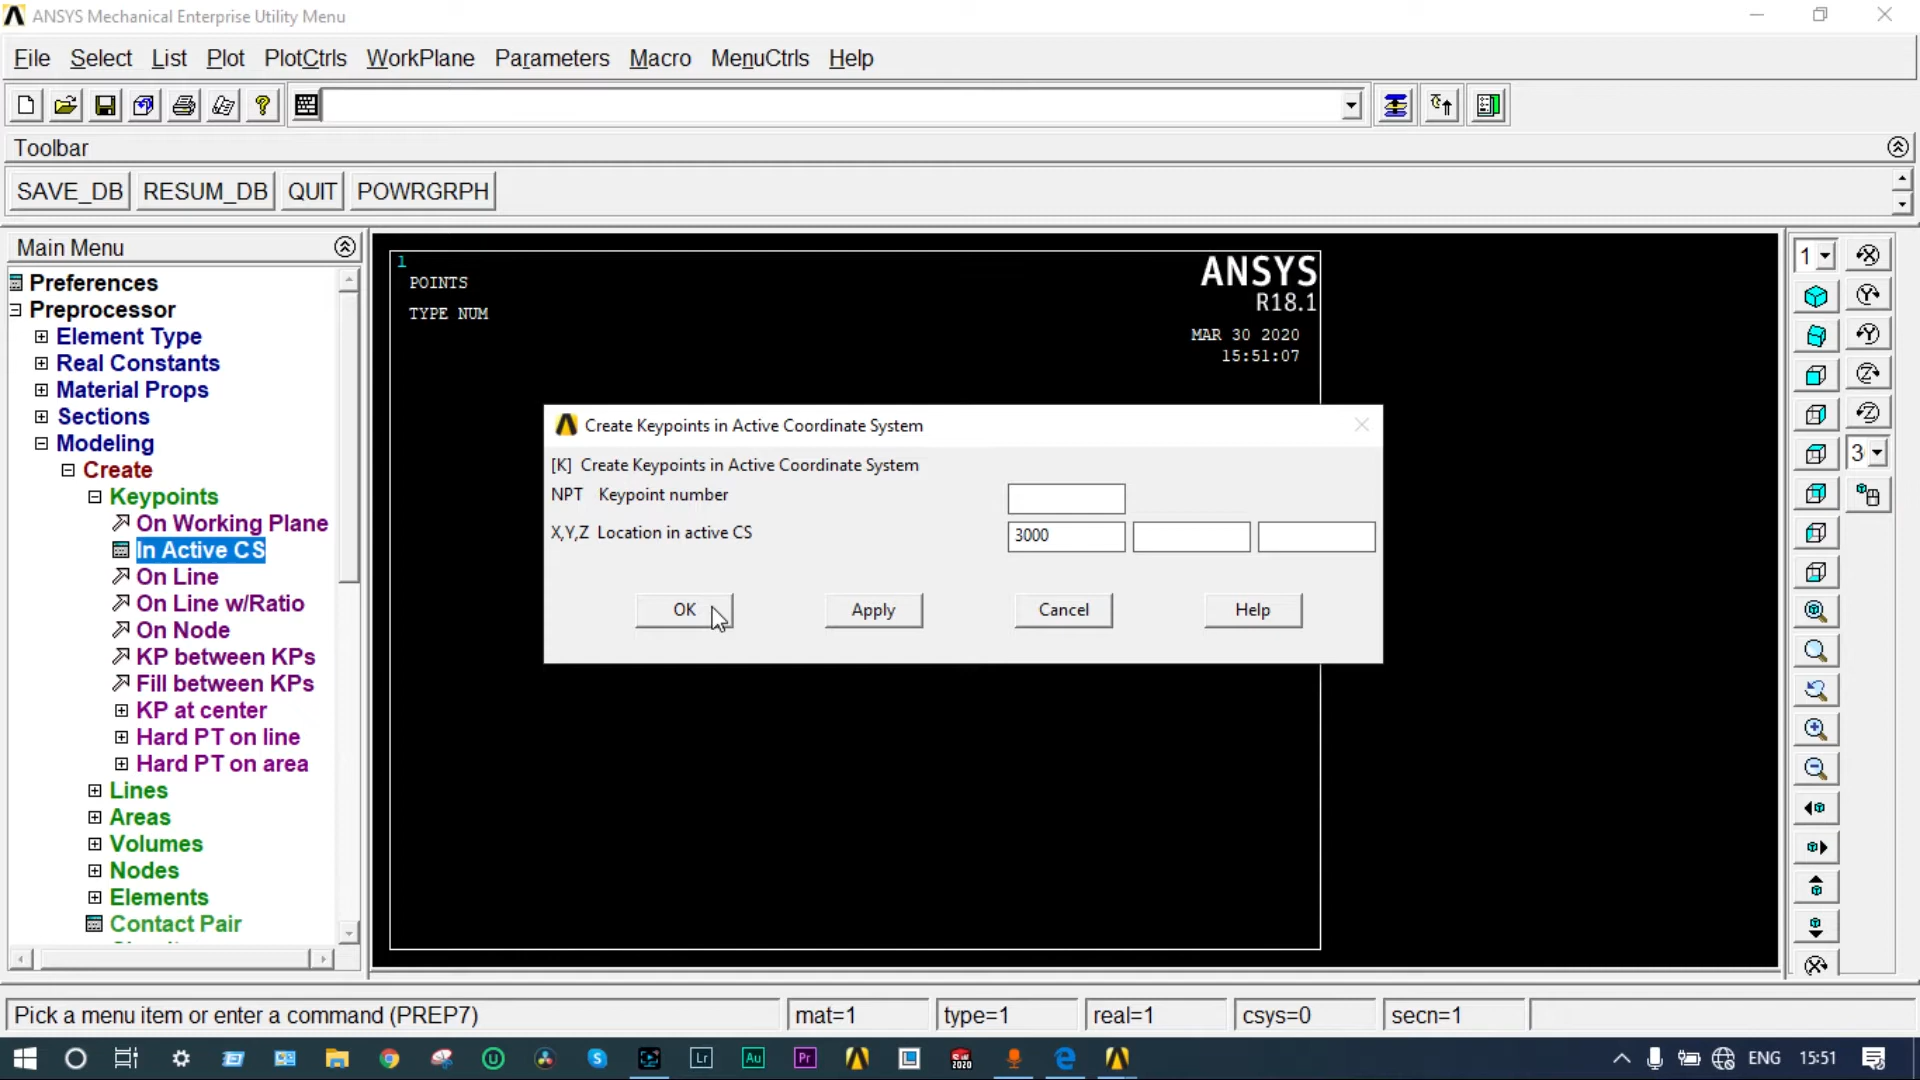 ANSYS Mechanical Enterprise Utility Menu
File Select List Plot PlotCtrls WorkPlane Parameters Macro MenuCtrls Help
Toolbar
SAVE_DB RESUM_DB QUIT POWRGRPH
Main Menu
Preferences
Preprocessor
Element Type
Real Constants
Material Props
Sections
Modeling
Create
Keypoints
On Working Plane
In Active CS
On Line
On Line w/Ratio
On Node
KP between KPs
Fill between KPs
KP at center
Hard PT on line
Hard PT on area
Lines
Areas
Volumes
Nodes
Elements
Contact Pair
1
POINTS
TYPE NUM
ANSYS
R18.1
MAR 30 2020
15:51:07
Create Keypoints in Active Coordinate System
[K] Create Keypoints in Active Coordinate System
NPT Keypoint number
X,Y,Z Location in active CS 3000
OK Apply Cancel Help
1
3
Pick a menu item or enter a command (PREP7) mat=1 type=1 real=1 csys=0 secn=1
Lr Au Pr ENG 15:51